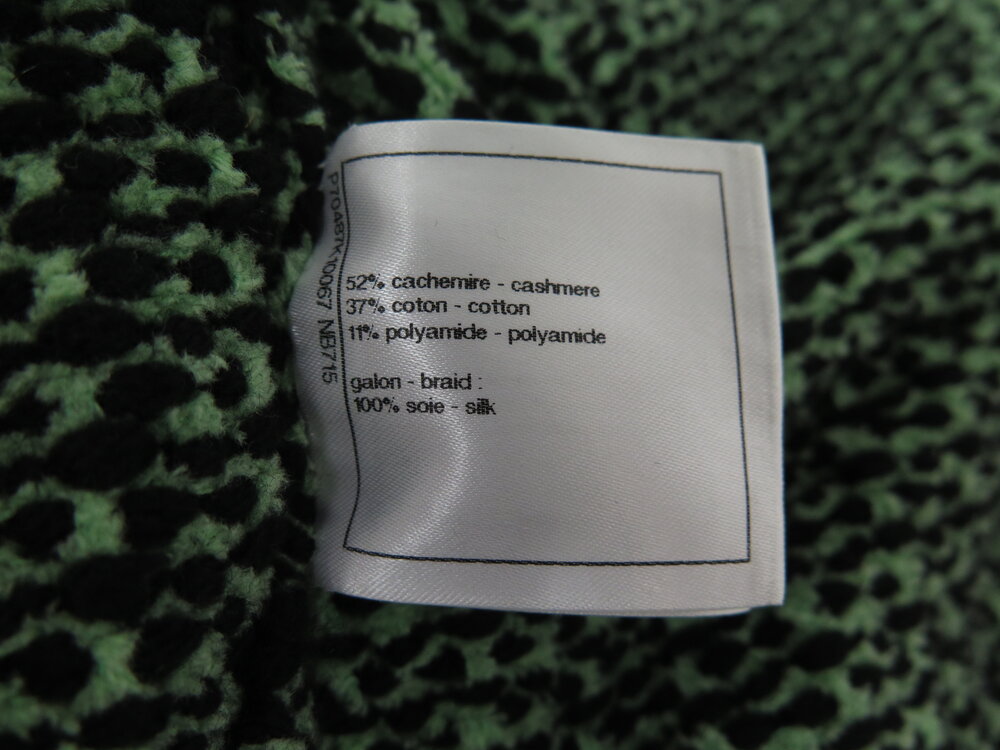 P70487K10067 NB715
52% cachemire - cashmere
37% coton - cotton
11% polyamide - polyamide
galon - braid :
100% soie - silk